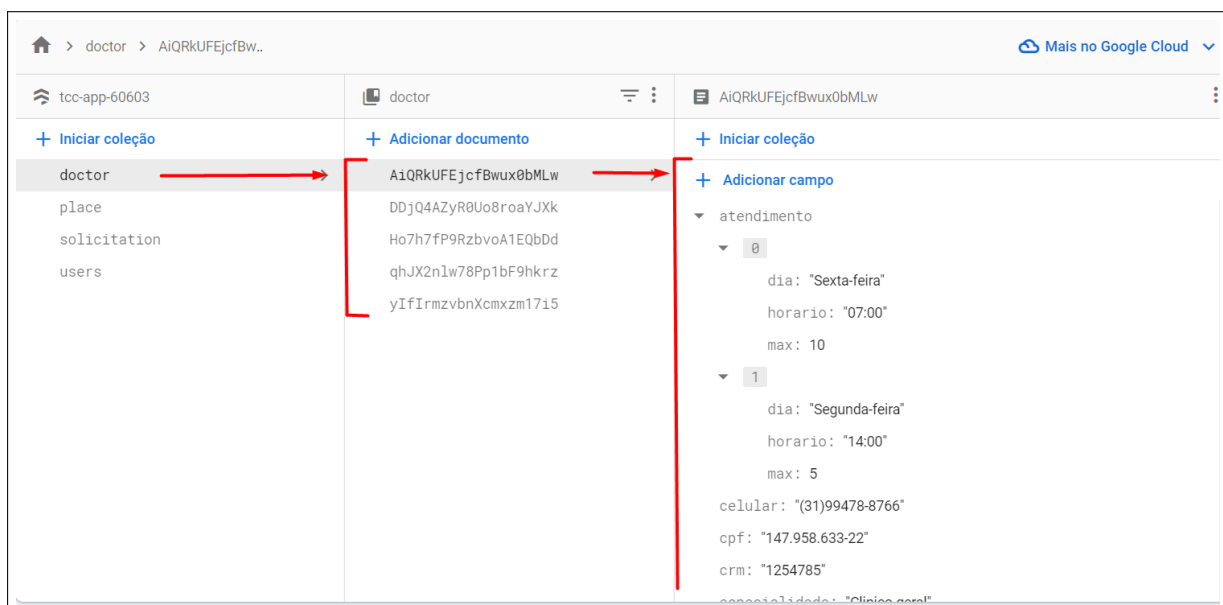 doctor > AiQRkUFEjcfBw..
Mais no Google Cloud
tcc-app-60603
doctor
AiQRkUFEjcfBwux0bMLw
+ Iniciar coleção
+ Adicionar documento
+ Iniciar coleção
doctor
place
solicitation
users
AiQRkUFEjcfBwux0bMLw
DDjQ4AZyR0Uo8roaYJXk
Ho7h7fP9RzbvoA1EQbDd
qhJX2nlw78Pp1bF9hkrz
yIfIrmzvbnXcmxzm17i5
+ Adicionar campo
atendimento
0
dia: "Sexta-feira"
horario: "07:00"
max: 10
1
dia: "Segunda-feira"
horario: "14:00"
max: 5
celular: "(31)99478-8766"
cpf: "147.958.633-22"
crm: "1254785"
especialidade: "Clinico geral"